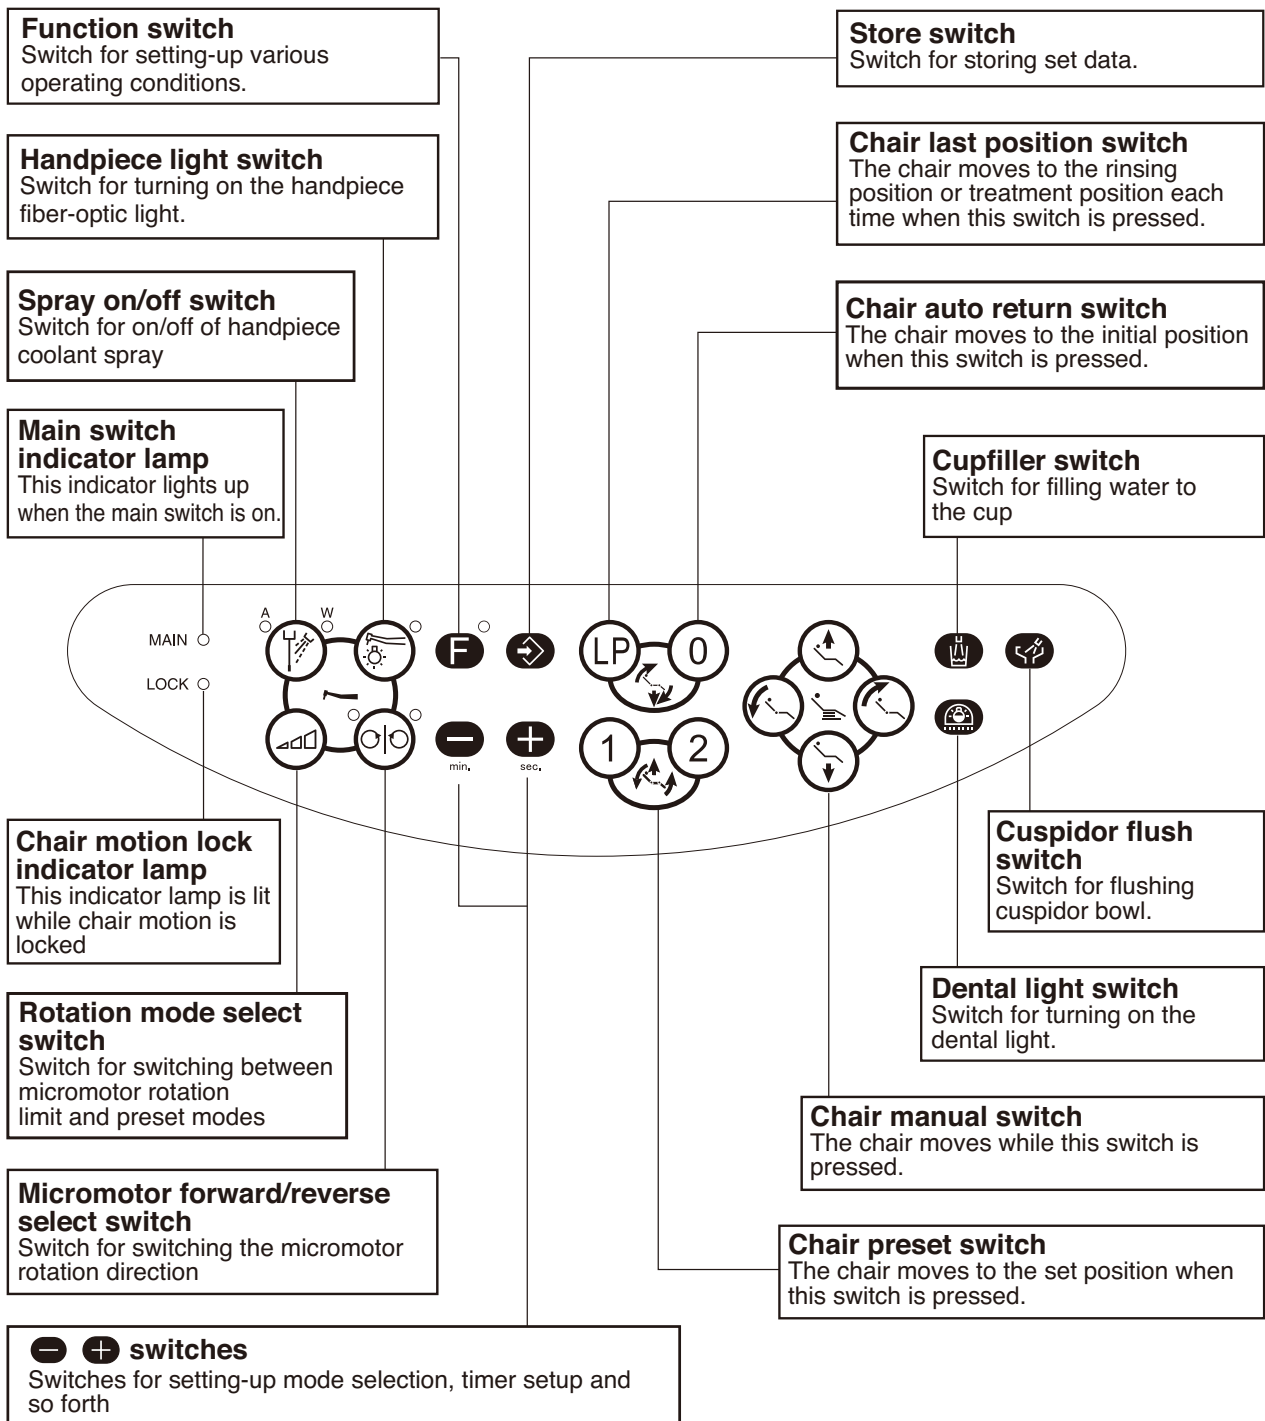 Function switch
Switch for setting-up various
operating conditions.
Store switch
Switch for storing set data.
Handpiece light switch
Switch for turning on the handpiece
fiber-optic light.
Chair last position switch
The chair moves to the rinsing
position or treatment position each
time when this switch is pressed.
Spray on/off switch
Switch for on/off of handpiece
coolant spray
Chair auto return switch
The chair moves to the initial position
when this switch is pressed.
Main switch
indicator lamp
This indicator lights up
when the main switch is on.
Cupfiller switch
Switch for filling water to
the cup
A W
MAIN
F
LP 0
LOCK
min.
sec.
1 2
Chair motion lock
indicator lamp
This indicator lamp is lit
while chair motion is
locked
Cuspidor flush
switch
Switch for flushing
cuspidor bowl.
Rotation mode select
switch
Switch for switching between
micromotor rotation
limit and preset modes
Dental light switch
Switch for turning on the
dental light.
Chair manual switch
The chair moves while this switch is
pressed.
Micromotor forward/reverse
select switch
Switch for switching the micromotor
rotation direction
Chair preset switch
The chair moves to the set position when
this switch is pressed.
− + switches
Switches for setting-up mode selection, timer setup and
so forth